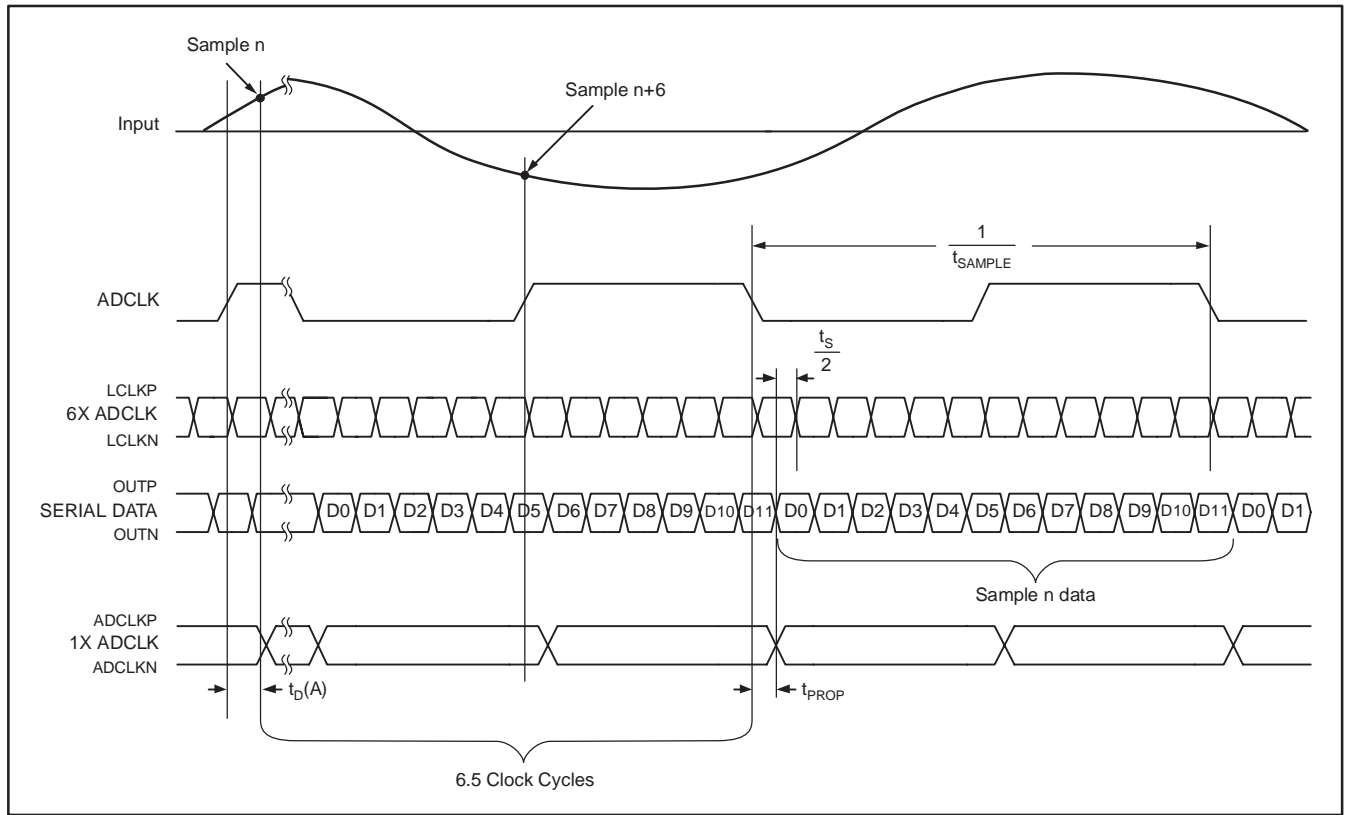 Sample n
Sample n+6
Input
1
tSAMPLE
ADCLK
tS
2
LCLKP
6X ADCLK
LCLKN
OUTP
SERIAL DATA
OUTN
D0 D1 D2 D3 D4 D5 D6 D7 D8 D9 D10 D11 D0 D1 D2 D3 D4 D5 D6 D7 D8 D9 D10 D11 D0 D1
Sample n data
ADCLKP
1X ADCLK
ADCLKN
tD(A)
tPROP
6.5 Clock Cycles